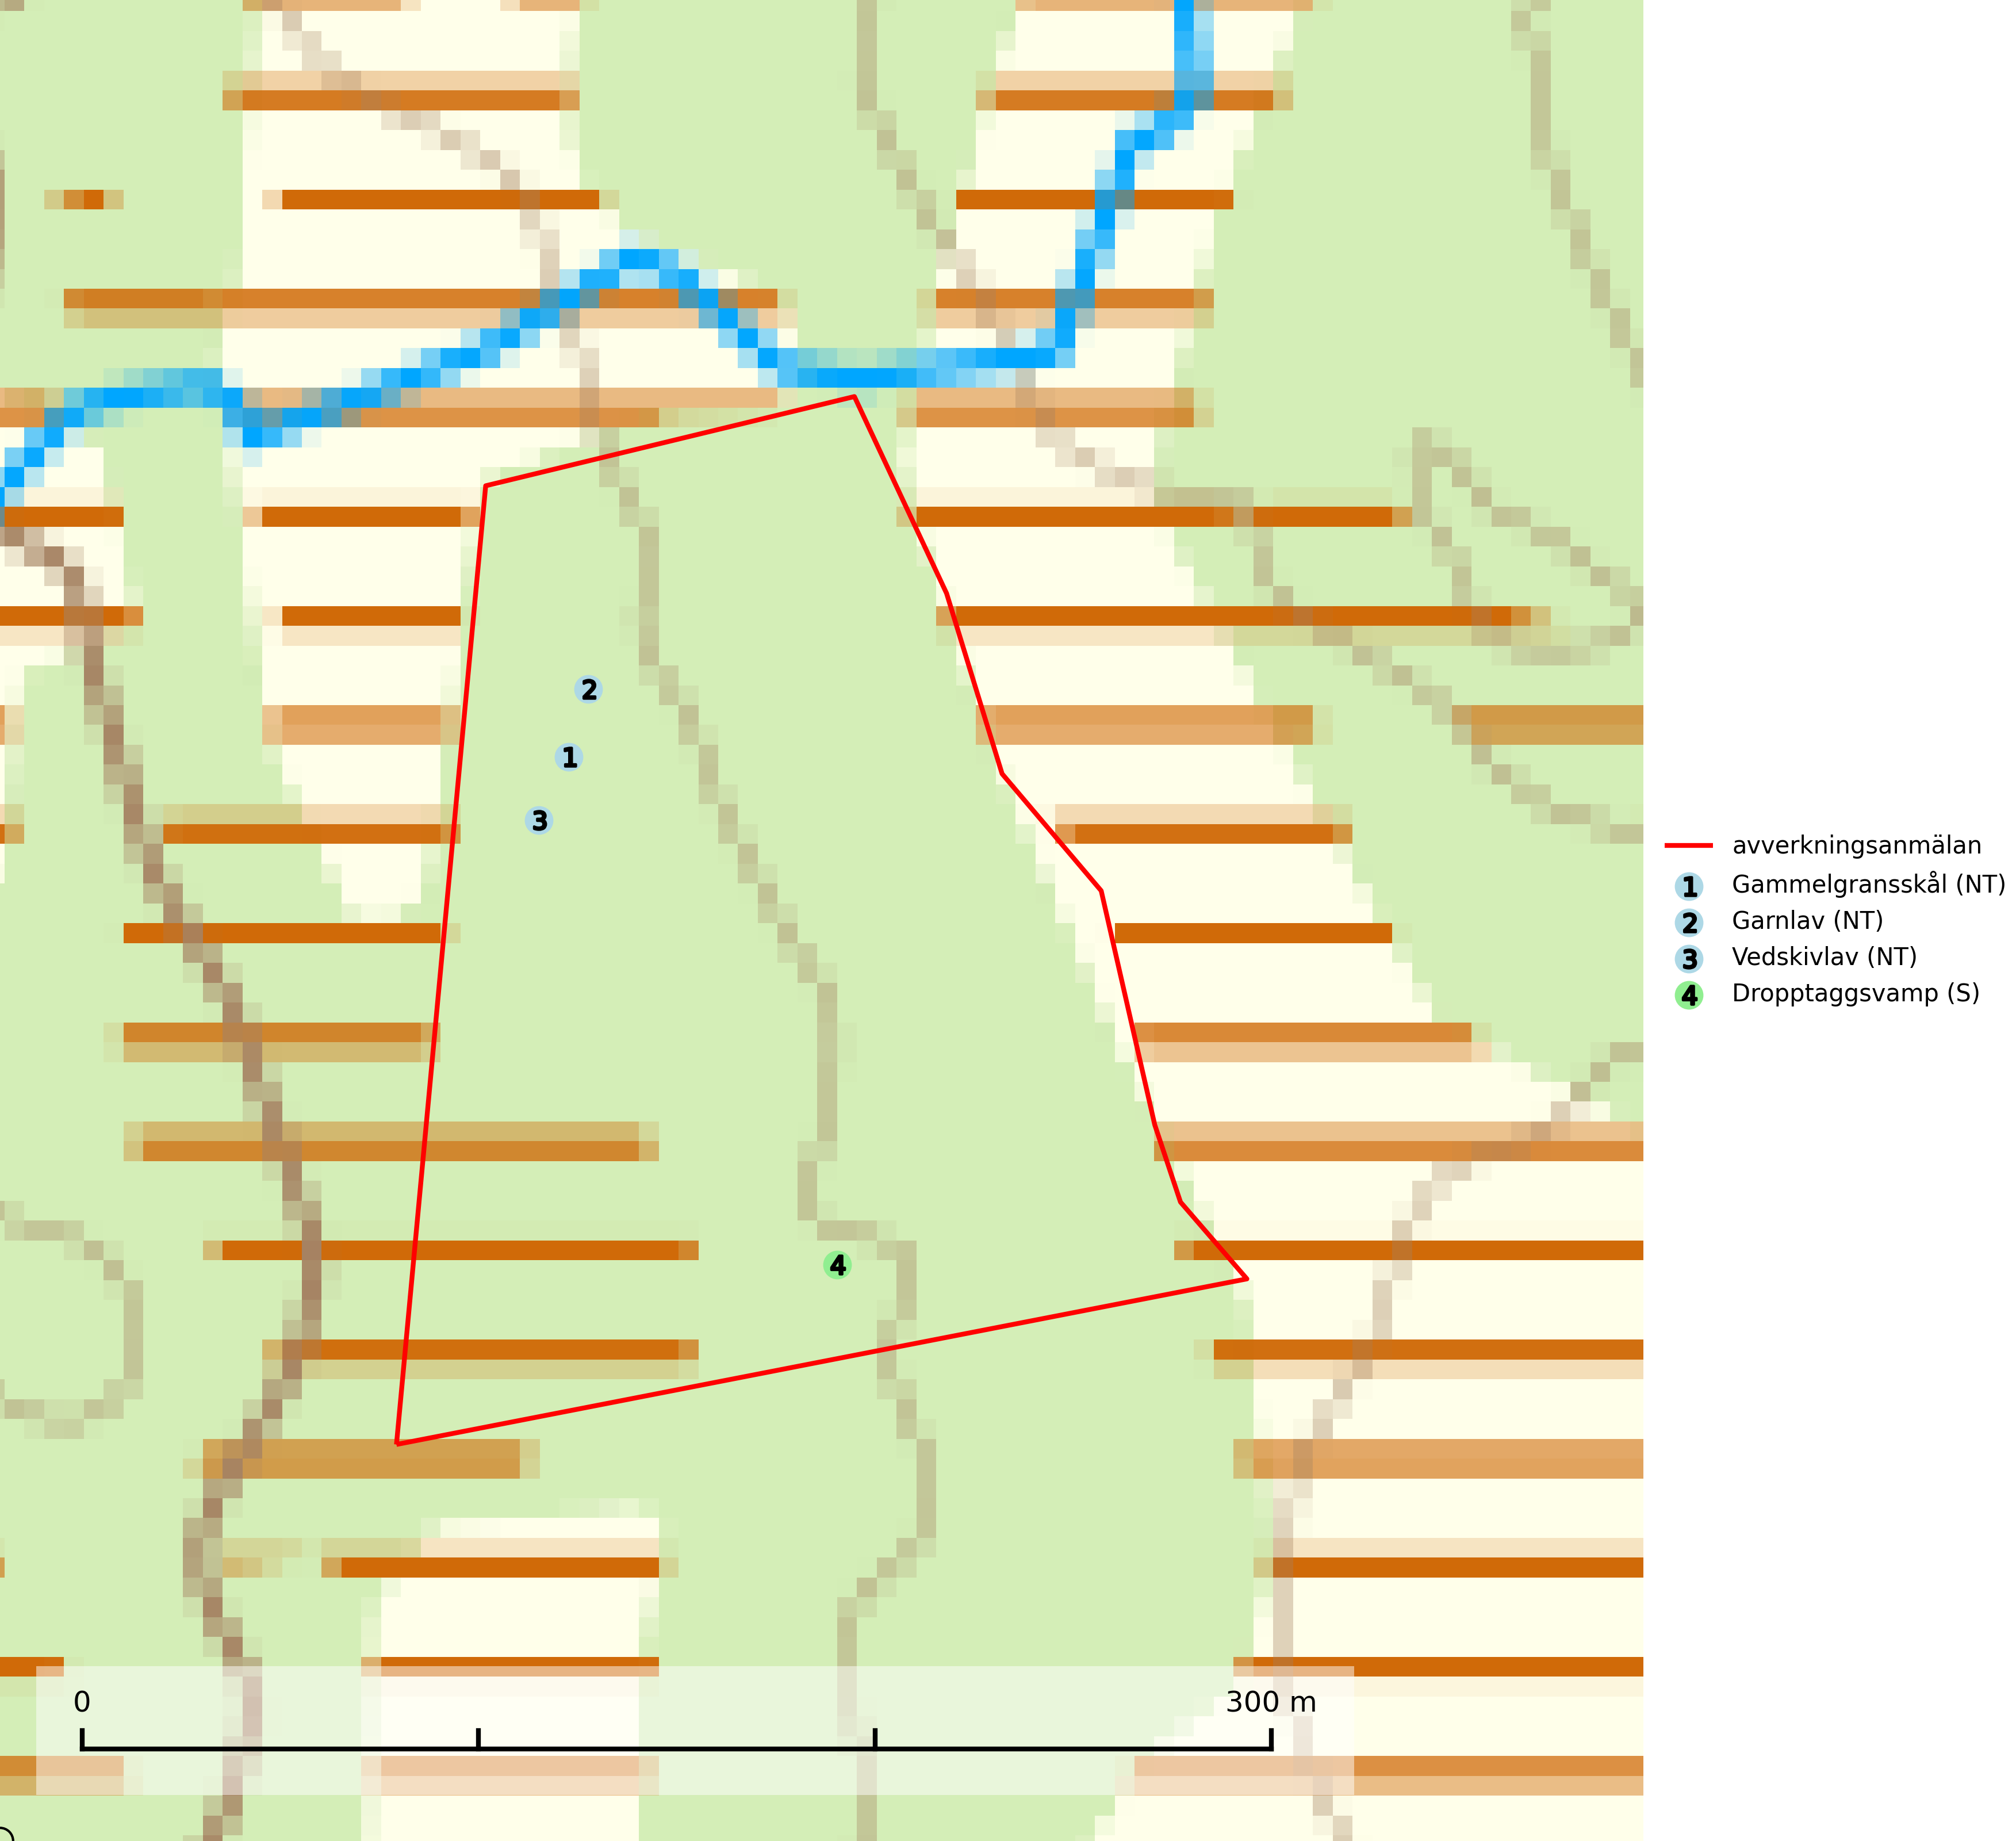 2
1
3
4
avverkningsanmälan
1 Gammelgransskål (NT)
2 Garnlav (NT)
3 Vedskivlav (NT)
4 Dropptaggsvamp (S)
0 300 m